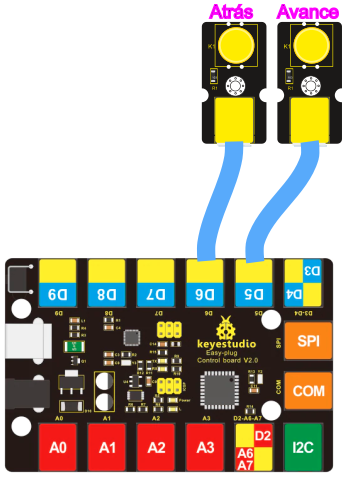 Atrás Avance
K1 K1
R1 R1
D9 D8 D7 D6 D5 D4 D3
D9 D8 D7 D6 D5 D3-D4
keyestudio
Easy-plug
Control board V2.0
SPI SPI
COM COM
A0 A1 A2 A3 D2-A6-A7
A0 A1 A2 A3 D2 A6 A7 I2C